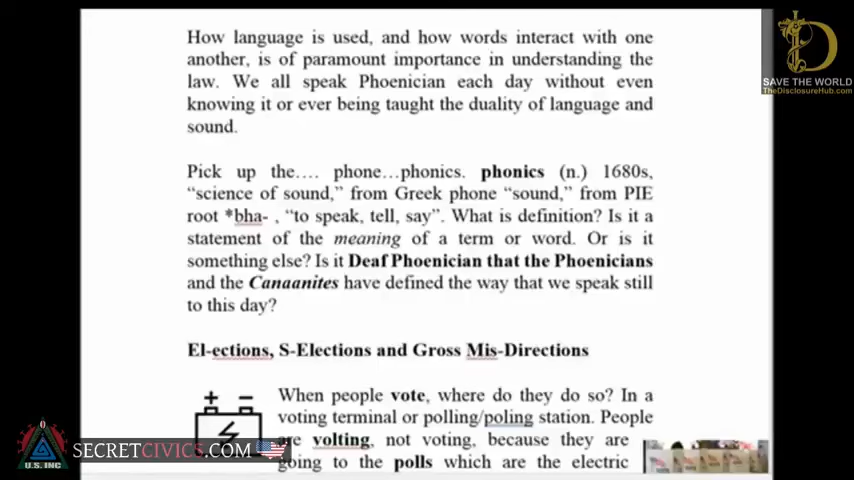 How language is used, and how words interact with one
another, is of paramount importance in understanding the
law. We all speak Phoenician each day without even
knowing it or ever being taught the duality of language and
sound.
Pick up the…. phone…phonics. phonics (n.) 1680s,
“science of sound,” from Greek phone “sound,” from PIE
root *bha- , “to speak, tell, say”. What is definition? Is it a
statement of the meaning of a term or word. Or is it
something else? Is it Deaf Phoenician that the Phoenicians
and the Canaanites have defined the way that we speak still
to this day?
El-ections, S-Elections and Gross Mis-Directions
+ −
When people vote, where do they do so? In a
voting terminal or polling/poling station. People
are volting, not voting, because they are
going to the polls which are the electric
SAVE THE WORLD
TheDisclosureHub.com
U.S. INC
SECRETCIVICS.COM